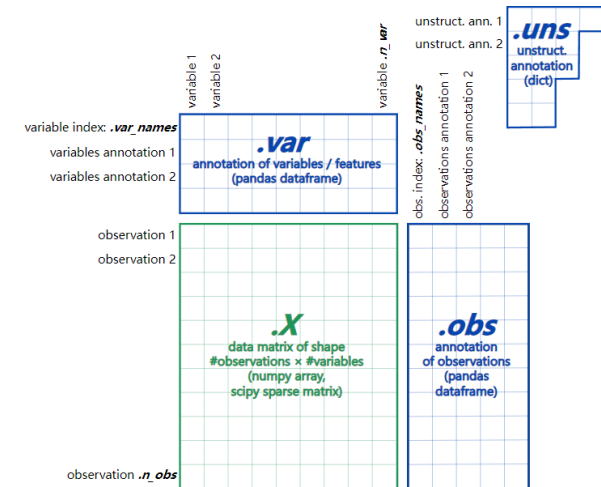 unstruct. ann. 1
unstruct. ann. 2
.uns
unstruct.
annotation
(dict)
variable 1
variable 2
variable .n_var
obs. index: .obs_names
observations annotation 1
observations annotation 2
variable index: .var_names
variables annotation 1
variables annotation 2
.var
annotation of variables / features
(pandas dataframe)
observation 1
observation 2
observation .n_obs
.X
data matrix of shape
#observations × #variables
(numpy array,
scipy sparse matrix)
.obs
annotation
of observations
(pandas
dataframe)